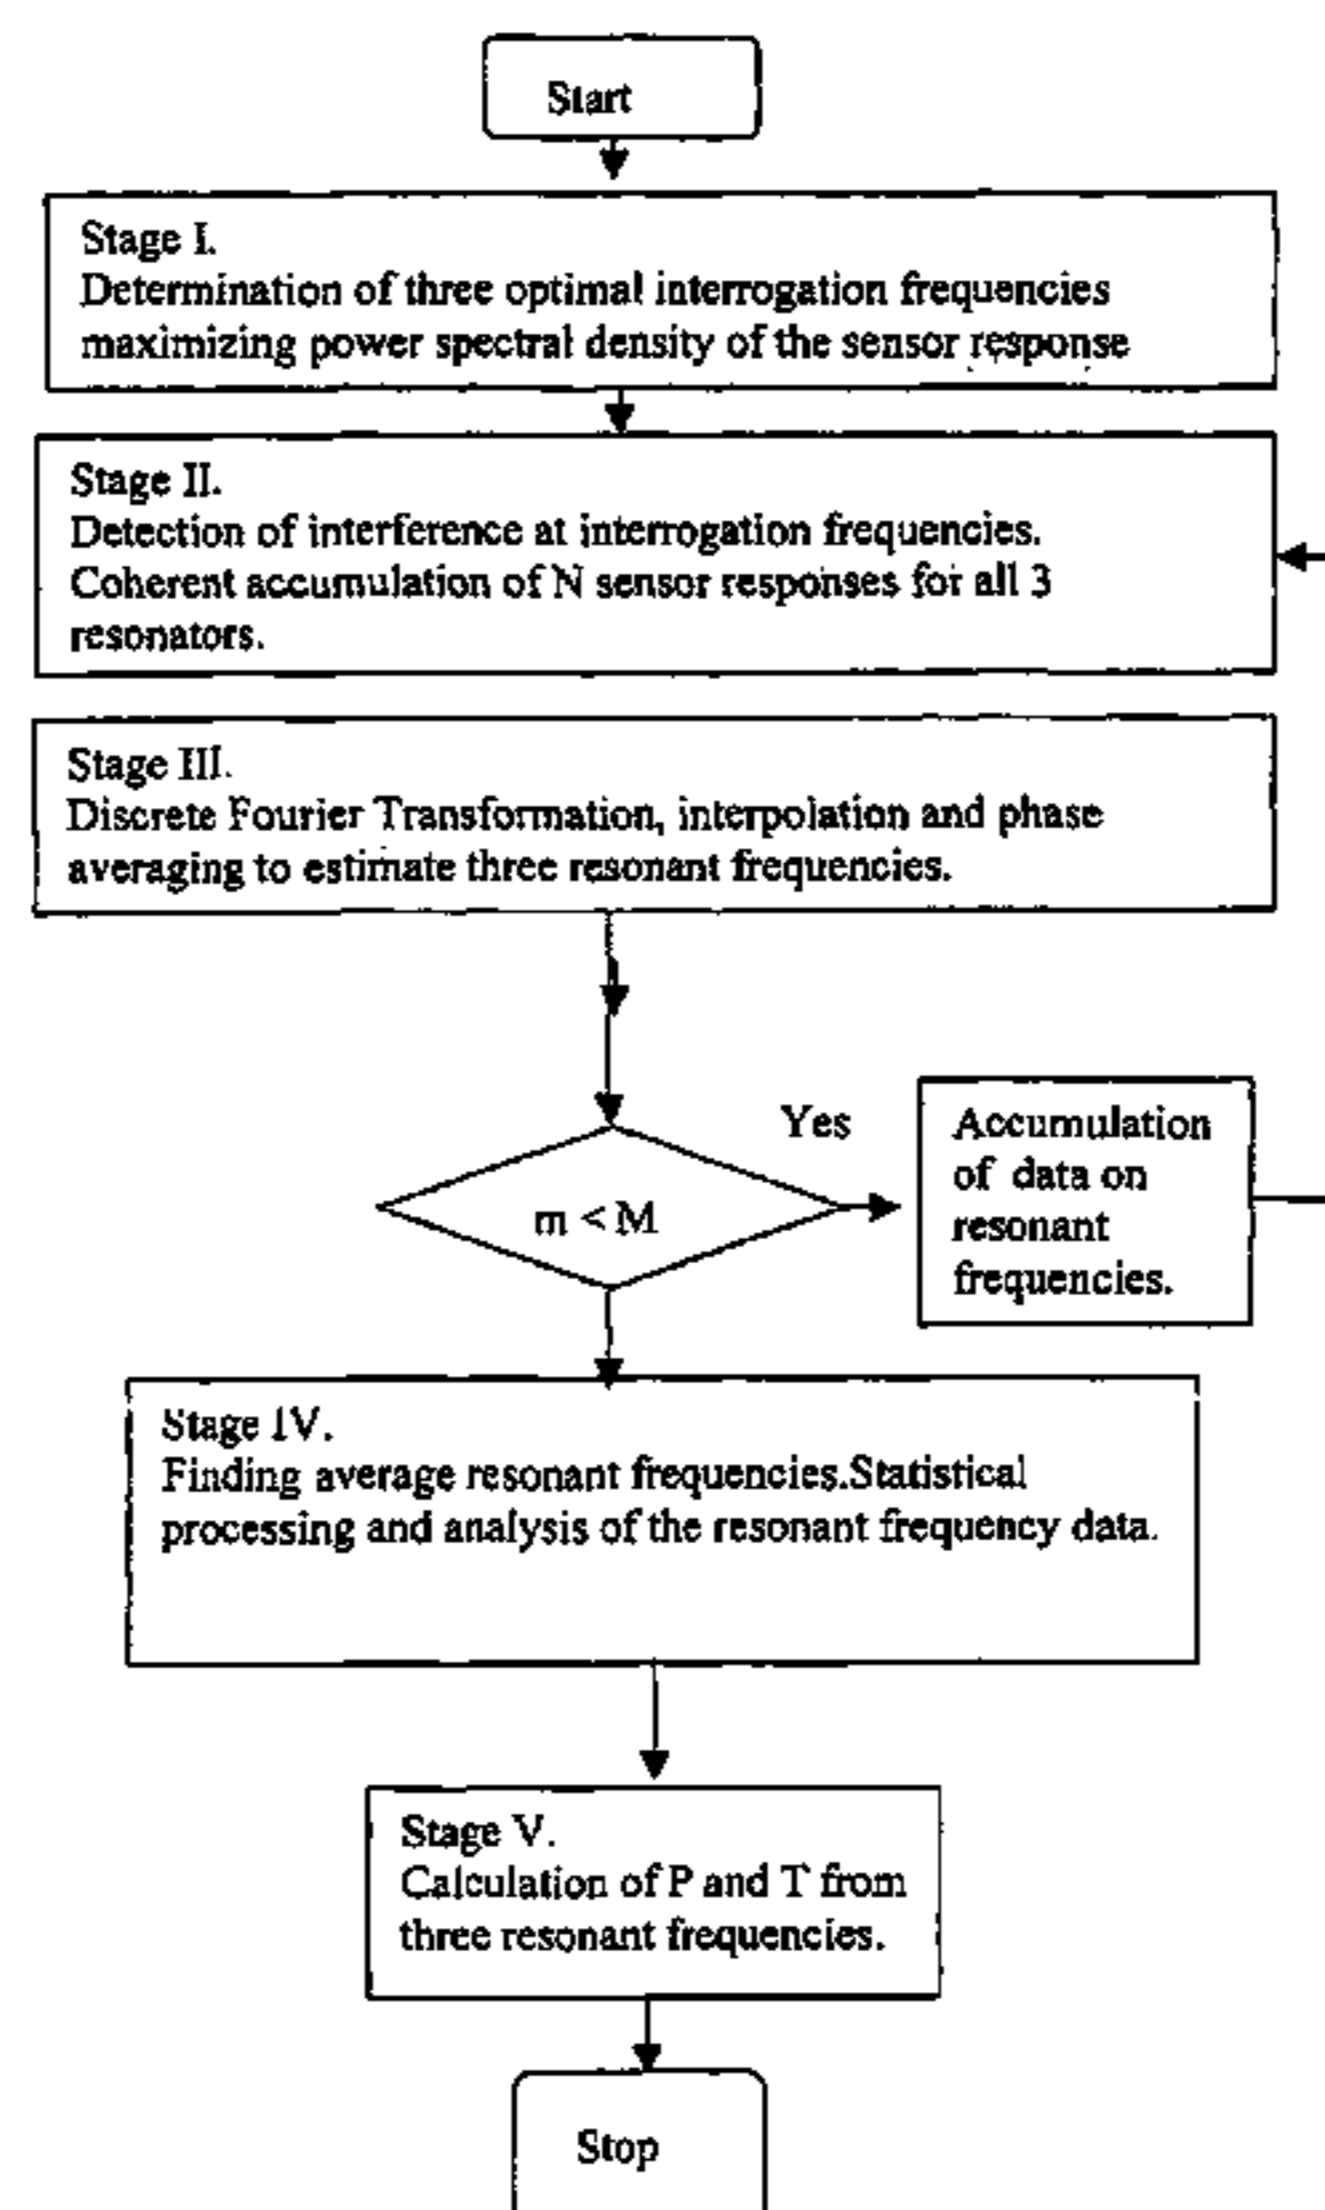 Start
Stage I.
Determination of three optimal interrogation frequencies
maximizing power spectral density of the sensor response
Stage II.
Detection of interference at interrogation frequencies.
Coherent accumulation of N sensor responses for all 3
resonators.
Stage III.
Discrete Fourier Transformation, interpolation and phase
averaging to estimate three resonant frequencies.
Yes
m < M
Accumulation
of data on
resonant
frequencies.
Stage IV.
Finding average resonant frequencies.Statistical
processing and analysis of the resonant frequency data.
Stage V.
Calculation of P and T from
three resonant frequencies.
Stop